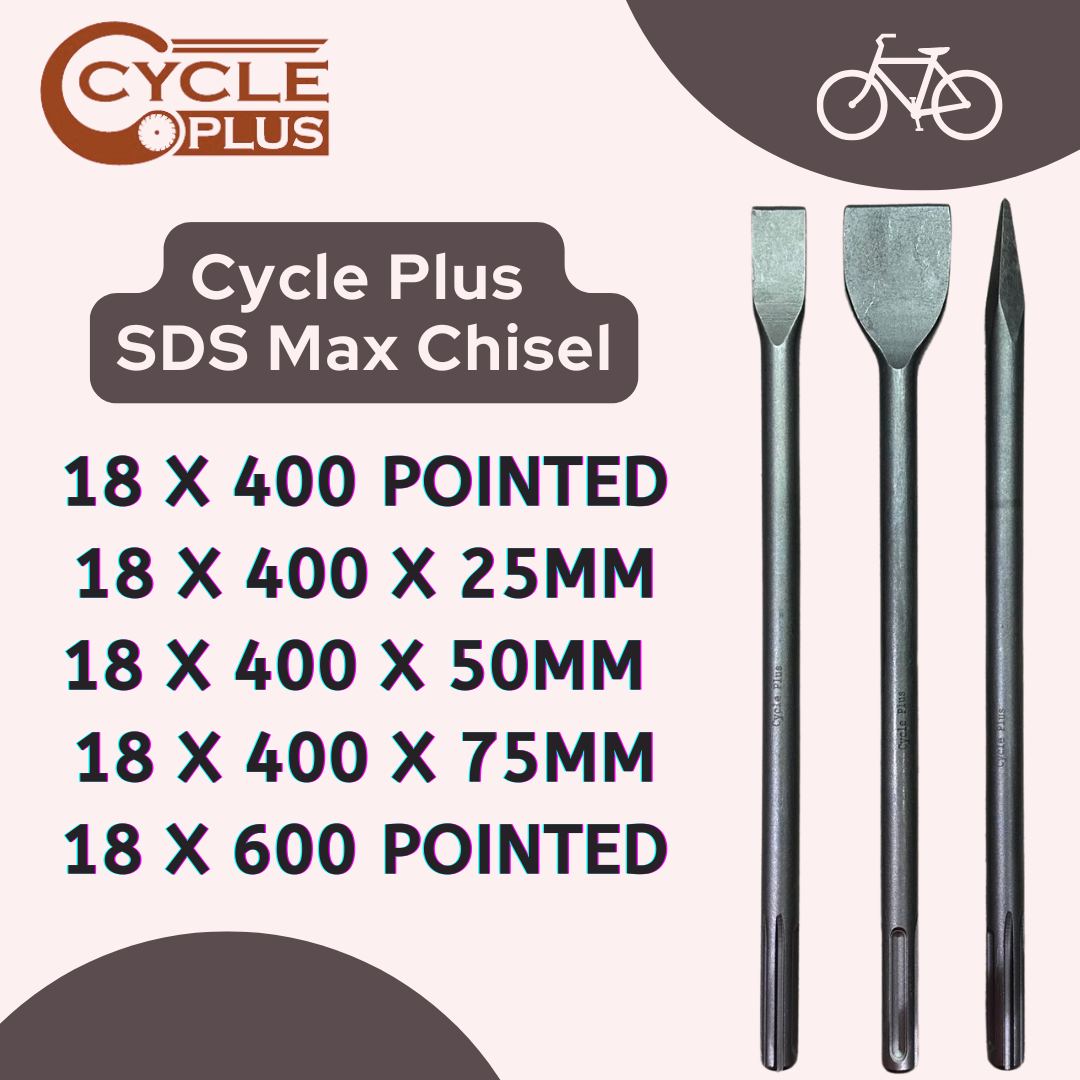 CYCLE
PLUS
Cycle Plus
SDS Max Chisel
18 X 400 POINTED
18 X 400 X 25MM
18 X 400 X 50MM
18 X 400 X 75MM
18 X 600 POINTED
Cycle Plus
Cycle Plus
Cycle Plus